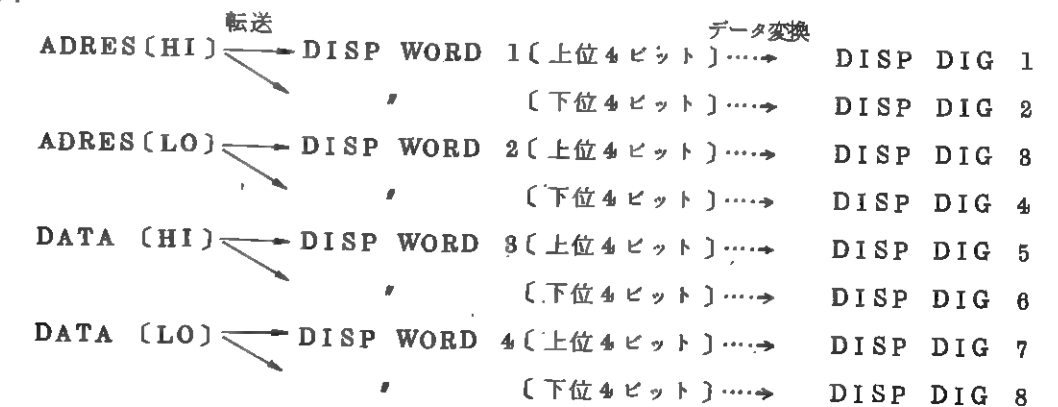 転送 データ変換
ADRES〔HI〕 DISP WORD 1〔上位4ビット〕…→ DISP DIG 1
〃 〔下位4ビット〕…→ DISP DIG 2
ADRES〔LO〕 DISP WORD 2〔上位4ビット〕…→ DISP DIG 3
〃 〔下位4ビット〕…→ DISP DIG 4
DATA 〔HI〕 DISP WORD 3〔上位4ビット〕…→ DISP DIG 5
〃 〔下位4ビット〕…→ DISP DIG 6
DATA 〔LO〕 DISP WORD 4〔上位4ビット〕…→ DISP DIG 7
〃 〔下位4ビット〕…→ DISP DIG 8